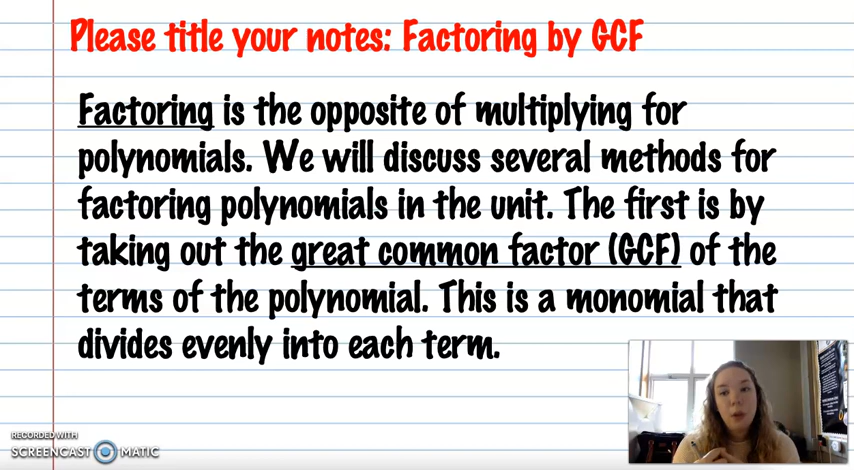 Please title your notes: Factoring by GCF
Factoring is the opposite of multiplying for
polynomials. We will discuss several methods for
factoring polynomials in the unit. The first is by
taking out the great common factor (GCF) of the
terms of the polynomial. This is a monomial that
divides evenly into each term.
RECORDED WITH
SCREENCAST MATIC